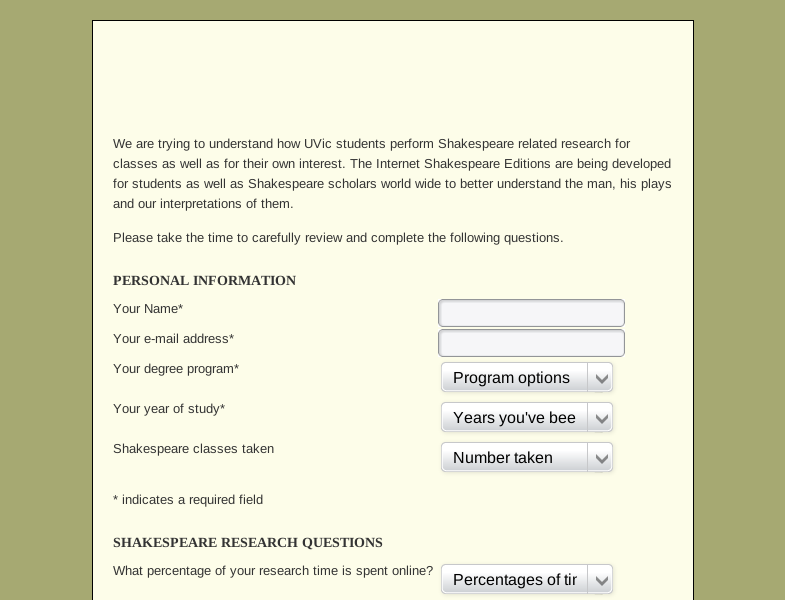 We are trying to understand how UVic students perform Shakespeare related research for
classes as well as for their own interest. The Internet Shakespeare Editions are being developed
for students as well as Shakespeare scholars world wide to better understand the man, his plays
and our interpretations of them.
Please take the time to carefully review and complete the following questions.
PERSONAL INFORMATION
Your Name*
Your e-mail address*
Your degree program* Program options
Your year of study* Years you've bee
Shakespeare classes taken Number taken
* indicates a required field
SHAKESPEARE RESEARCH QUESTIONS
What percentage of your research time is spent online? Percentages of tir